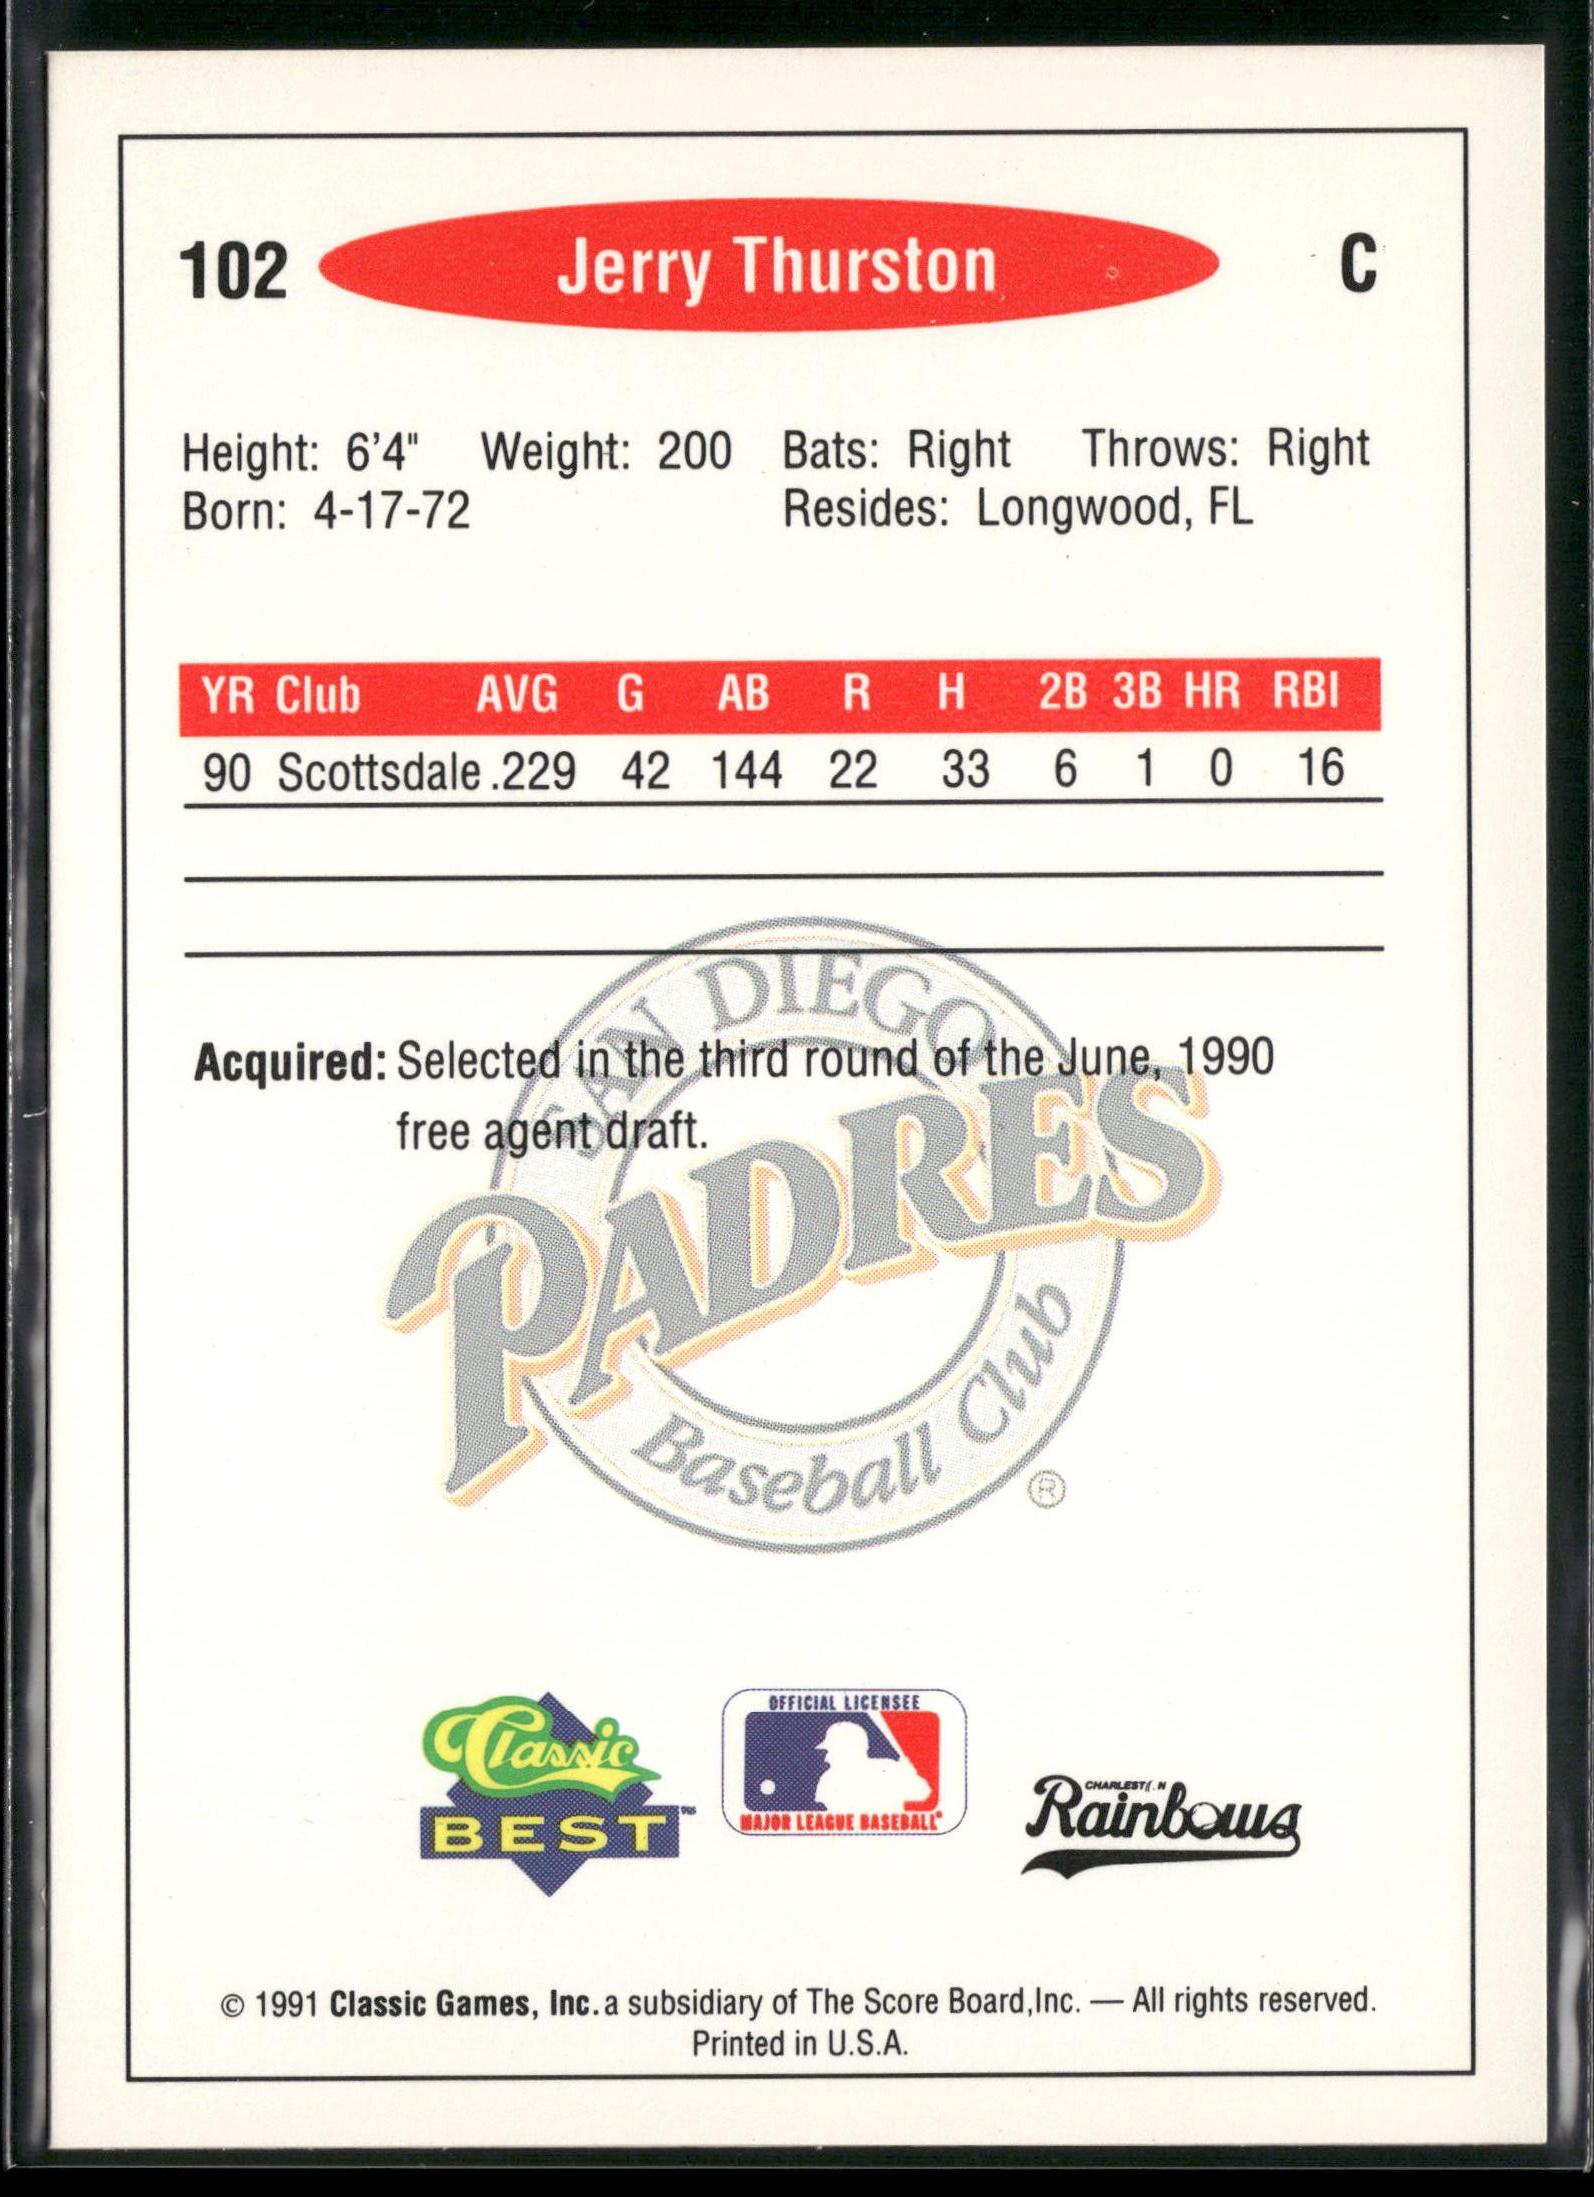 102 Jerry Thurston C
Height: 6'4" Weight: 200 Bats: Right Throws: Right
Born: 4-17-72 Resides: Longwood, FL
YR Club AVG G AB R H 2B 3B HR RBI
90 Scottsdale .229 42 144 22 33 6 1 0 16
SAN DIEGO
Acquired: Selected in the third round of the June, 1990
free agent draft.
PADRES
Baseball Club
®
Classic
BEST™
OFFICIAL LICENSEE
MAJOR LEAGUE BASEBALL®
CHARLESTON
Rainbows
© 1991 Classic Games, Inc. a subsidiary of The Score Board, Inc. — All rights reserved.
Printed in U.S.A.